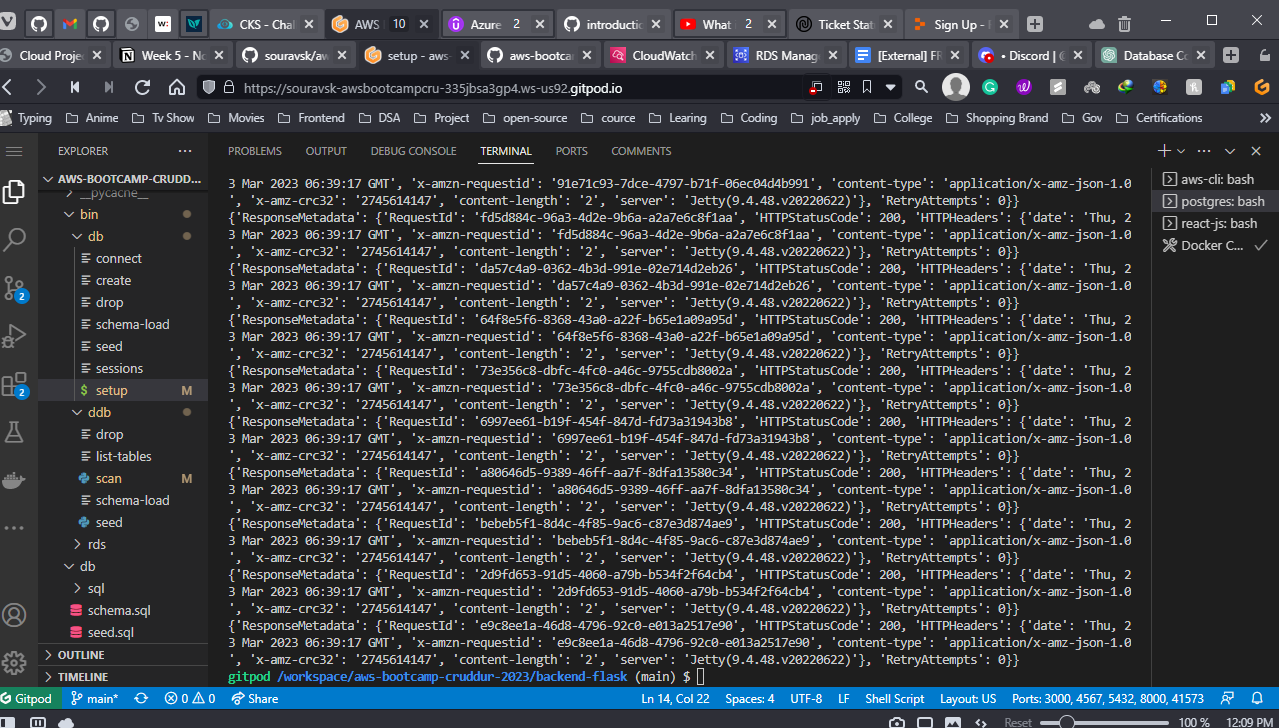 CKS - Chal
AWS 10
Azure 2
introductio
What i 2
Ticket Stat
Sign Up -
Cloud Proje
Week 5 - No
souravsk/aw
setup - aws-
aws-bootca
CloudWatch
RDS Manag
[External] FR
• Discord | (
Database Co
https://souravsk-awsbootcampcru-335jbsa3gp4.ws-us92.gitpod.io
Typing Anime Tv Show Movies Frontend DSA Project open-source cource Learing Coding job_apply College Shopping Brand Gov Certifications
EXPLORER ···
PROBLEMS OUTPUT DEBUG CONSOLE TERMINAL PORTS COMMENTS
AWS-BOOTCAMP-CRUDD...
__pycache__
bin
db
connect
create
drop
schema-load
seed
sessions
setup M
ddb
drop
list-tables
scan M
schema-load
seed
rds
db
sql
schema.sql
seed.sql
OUTLINE
TIMELINE
3 Mar 2023 06:39:17 GMT', 'x-amzn-requestid': '91e71c93-7dce-4797-b71f-06ec04d4b991', 'content-type': 'application/x-amz-json-1.0
', 'x-amz-crc32': '2745614147', 'content-length': '2', 'server': 'Jetty(9.4.48.v20220622)'}, 'RetryAttempts': 0}}
{'ResponseMetadata': {'RequestId': 'fd5d884c-96a3-4d2e-9b6a-a2a7e6c8f1aa', 'HTTPStatusCode': 200, 'HTTPHeaders': {'date': 'Thu, 2
3 Mar 2023 06:39:17 GMT', 'x-amzn-requestid': 'fd5d884c-96a3-4d2e-9b6a-a2a7e6c8f1aa', 'content-type': 'application/x-amz-json-1.0
', 'x-amz-crc32': '2745614147', 'content-length': '2', 'server': 'Jetty(9.4.48.v20220622)'}, 'RetryAttempts': 0}}
{'ResponseMetadata': {'RequestId': 'da57c4a9-0362-4b3d-991e-02e714d2eb26', 'HTTPStatusCode': 200, 'HTTPHeaders': {'date': 'Thu, 2
3 Mar 2023 06:39:17 GMT', 'x-amzn-requestid': 'da57c4a9-0362-4b3d-991e-02e714d2eb26', 'content-type': 'application/x-amz-json-1.0
', 'x-amz-crc32': '2745614147', 'content-length': '2', 'server': 'Jetty(9.4.48.v20220622)'}, 'RetryAttempts': 0}}
{'ResponseMetadata': {'RequestId': '64f8e5f6-8368-43a0-a22f-b65e1a09a95d', 'HTTPStatusCode': 200, 'HTTPHeaders': {'date': 'Thu, 2
3 Mar 2023 06:39:17 GMT', 'x-amzn-requestid': '64f8e5f6-8368-43a0-a22f-b65e1a09a95d', 'content-type': 'application/x-amz-json-1.0
', 'x-amz-crc32': '2745614147', 'content-length': '2', 'server': 'Jetty(9.4.48.v20220622)'}, 'RetryAttempts': 0}}
{'ResponseMetadata': {'RequestId': '73e356c8-dbfc-4fc0-a46c-9755cdb8002a', 'HTTPStatusCode': 200, 'HTTPHeaders': {'date': 'Thu, 2
3 Mar 2023 06:39:17 GMT', 'x-amzn-requestid': '73e356c8-dbfc-4fc0-a46c-9755cdb8002a', 'content-type': 'application/x-amz-json-1.0
', 'x-amz-crc32': '2745614147', 'content-length': '2', 'server': 'Jetty(9.4.48.v20220622)'}, 'RetryAttempts': 0}}
{'ResponseMetadata': {'RequestId': '6997ee61-b19f-454f-847d-fd73a31943b8', 'HTTPStatusCode': 200, 'HTTPHeaders': {'date': 'Thu, 2
3 Mar 2023 06:39:17 GMT', 'x-amzn-requestid': '6997ee61-b19f-454f-847d-fd73a31943b8', 'content-type': 'application/x-amz-json-1.0
', 'x-amz-crc32': '2745614147', 'content-length': '2', 'server': 'Jetty(9.4.48.v20220622)'}, 'RetryAttempts': 0}}
{'ResponseMetadata': {'RequestId': 'a80646d5-9389-46ff-aa7f-8dfa13580c34', 'HTTPStatusCode': 200, 'HTTPHeaders': {'date': 'Thu, 2
3 Mar 2023 06:39:17 GMT', 'x-amzn-requestid': 'a80646d5-9389-46ff-aa7f-8dfa13580c34', 'content-type': 'application/x-amz-json-1.0
', 'x-amz-crc32': '2745614147', 'content-length': '2', 'server': 'Jetty(9.4.48.v20220622)'}, 'RetryAttempts': 0}}
{'ResponseMetadata': {'RequestId': 'bebeb5f1-8d4c-4f85-9ac6-c87e3d874ae9', 'HTTPStatusCode': 200, 'HTTPHeaders': {'date': 'Thu, 2
3 Mar 2023 06:39:17 GMT', 'x-amzn-requestid': 'bebeb5f1-8d4c-4f85-9ac6-c87e3d874ae9', 'content-type': 'application/x-amz-json-1.0
', 'x-amz-crc32': '2745614147', 'content-length': '2', 'server': 'Jetty(9.4.48.v20220622)'}, 'RetryAttempts': 0}}
{'ResponseMetadata': {'RequestId': '2d9fd653-91d5-4060-a79b-b534f2f64cb4', 'HTTPStatusCode': 200, 'HTTPHeaders': {'date': 'Thu, 2
3 Mar 2023 06:39:17 GMT', 'x-amzn-requestid': '2d9fd653-91d5-4060-a79b-b534f2f64cb4', 'content-type': 'application/x-amz-json-1.0
', 'x-amz-crc32': '2745614147', 'content-length': '2', 'server': 'Jetty(9.4.48.v20220622)'}, 'RetryAttempts': 0}}
{'ResponseMetadata': {'RequestId': 'e9c8ee1a-46d8-4796-92c0-e013a2517e90', 'HTTPStatusCode': 200, 'HTTPHeaders': {'date': 'Thu, 2
3 Mar 2023 06:39:17 GMT', 'x-amzn-requestid': 'e9c8ee1a-46d8-4796-92c0-e013a2517e90', 'content-type': 'application/x-amz-json-1.0
', 'x-amz-crc32': '2745614147', 'content-length': '2', 'server': 'Jetty(9.4.48.v20220622)'}, 'RetryAttempts': 0}}
gitpod /workspace/aws-bootcamp-cruddur-2023/backend-flask (main) $
aws-cli: bash
postgres: bash
react-js: bash
Docker C...
2
2
Gitpod main* 0 0 Share Ln 14, Col 22 Spaces: 4 UTF-8 LF Shell Script Layout: US Ports: 3000, 4567, 5432, 8000, 41573
Reset 100 % 12:09 PM